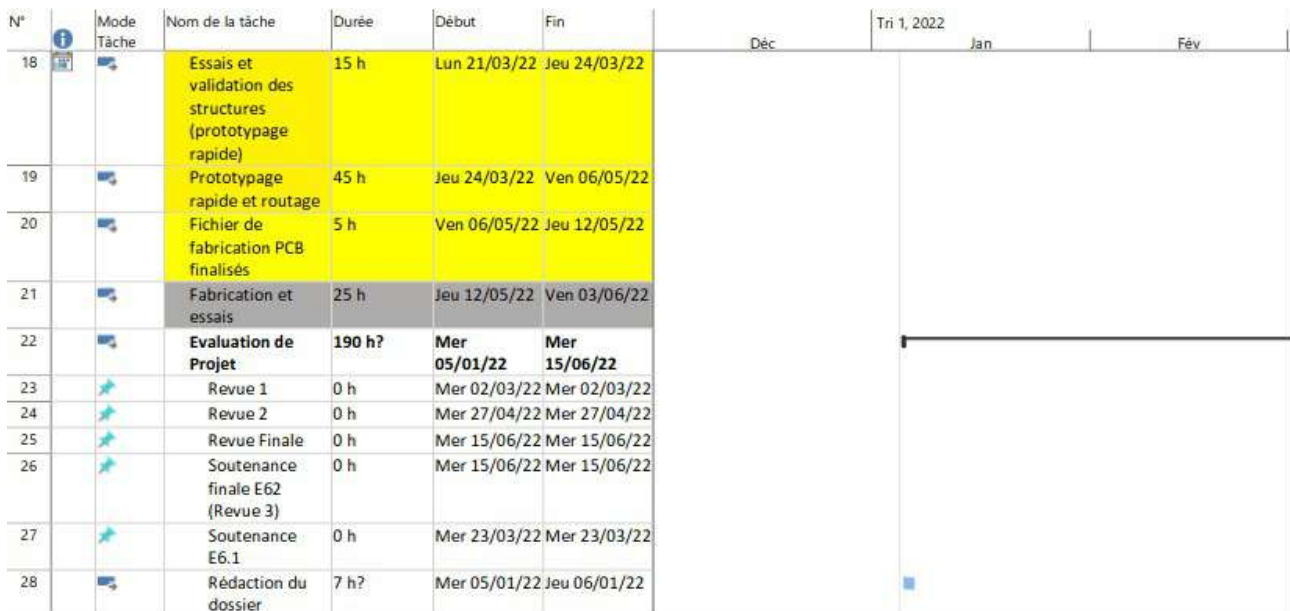 N° Mode Nom de la tâche Durée Début Fin Tri 1, 2022
Tâche Déc Jan Fév
18 Essais et 15 h Lun 21/03/22 Jeu 24/03/22
validation des
structures
(prototypage
rapide)
19 Prototypage 45 h Jeu 24/03/22 Ven 06/05/22
rapide et routage
20 Fichier de 5 h Ven 06/05/22 Jeu 12/05/22
fabrication PCB
finalisés
21 Fabrication et 25 h Jeu 12/05/22 Ven 03/06/22
essais
22 Evaluation de 190 h? Mer Mer
Projet 05/01/22 15/06/22
23 Revue 1 0 h Mer 02/03/22 Mer 02/03/22
24 Revue 2 0 h Mer 27/04/22 Mer 27/04/22
25 Revue Finale 0 h Mer 15/06/22 Mer 15/06/22
26 Soutenance 0 h Mer 15/06/22 Mer 15/06/22
finale E62
(Revue 3)
27 Soutenance 0 h Mer 23/03/22 Mer 23/03/22
E6.1
28 Rédaction du 7 h? Mer 05/01/22 Jeu 06/01/22
dossier